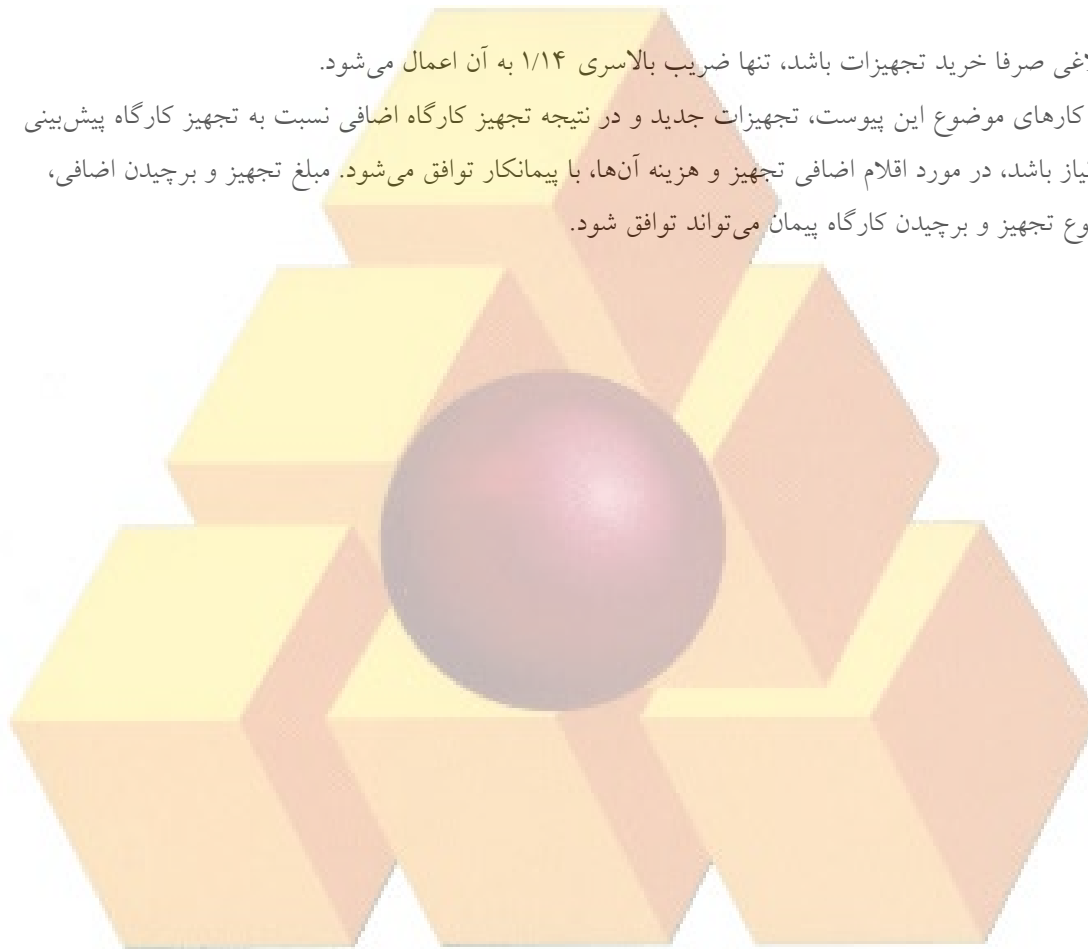 صرفا خرید تجهیزات باشد، تنها ضریب بالاسری ۱/۱۴ به آن اعمال می‌شود.
کارهای موضوع این پیوست، تجهیزات جدید و در نتیجه تجهیز کارگاه اضافی نسبت به تجهیز کارگاه پیش‌بینی
باشد، در مورد اقلام اضافی تجهیز و هزینه آن‌ها، با پیمانکار توافق می‌شود. مبلغ تجهیز و برچیدن اضافی،
تجهیز و برچیدن کارگاه پیمان می‌تواند توافق شود.